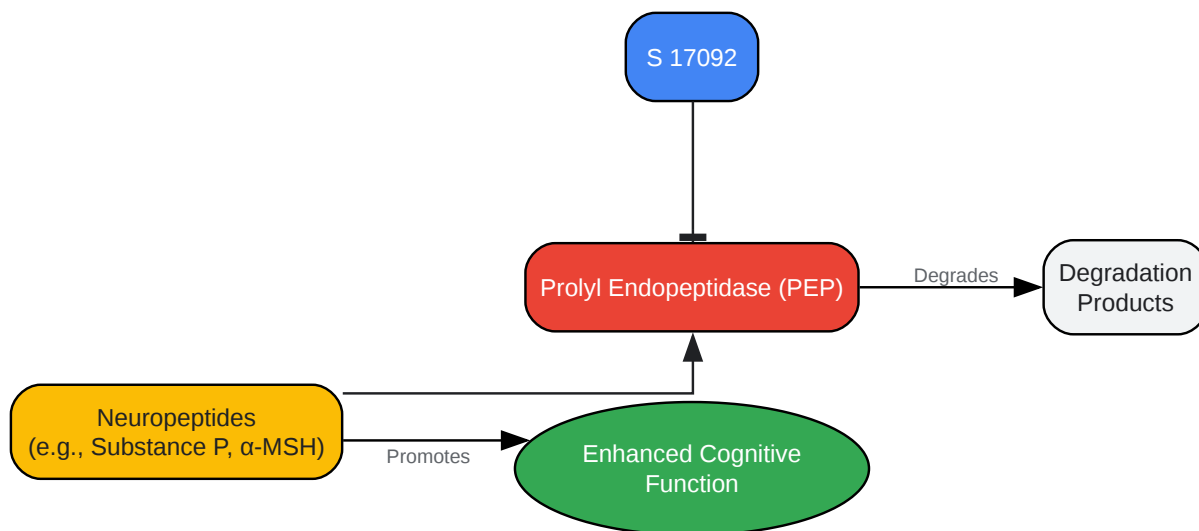 S 17092
Prolyl Endopeptidase (PEP)
Degrades
Degradation
Products
Neuropeptides
(e.g., Substance P, α-MSH)
Promotes
Enhanced Cognitive
Function